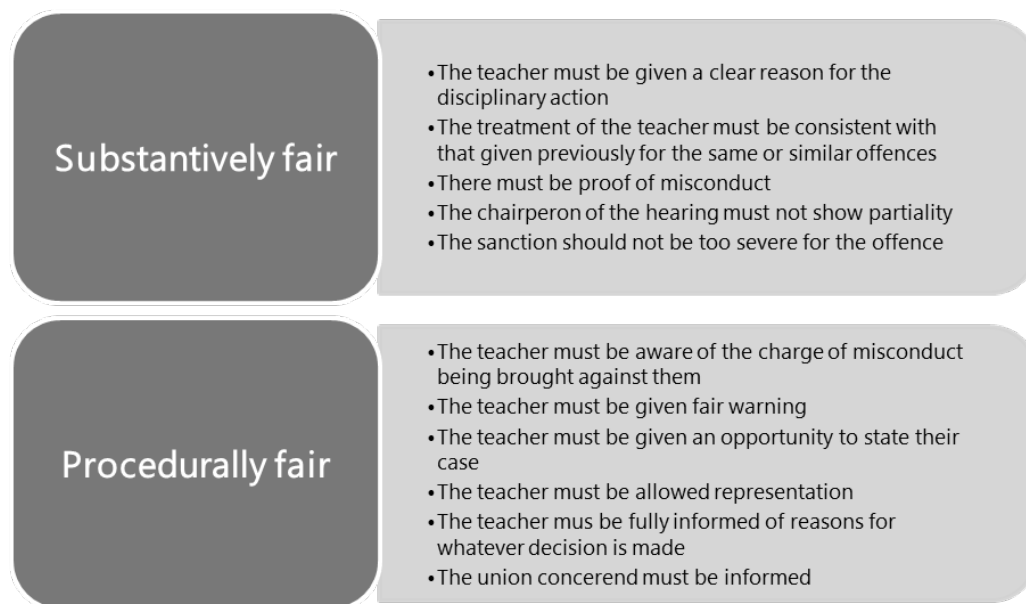 Substantively fair
•The teacher must be given a clear reason for the
disciplinary action
•The treatment of the teacher must be consistent with
that given previously for the same or similar offences
•There must be proof of misconduct
•The chairperon of the hearing must not show partiality
•The sanction should not be too severe for the offence
Procedurally fair
•The teacher must be aware of the charge of misconduct
being brought against them
•The teacher must be given fair warning
•The teacher must be given an opportunity to state their
case
•The teacher must be allowed representation
•The teacher mus be fully informed of reasons for
whatever decision is made
•The union concerend must be informed